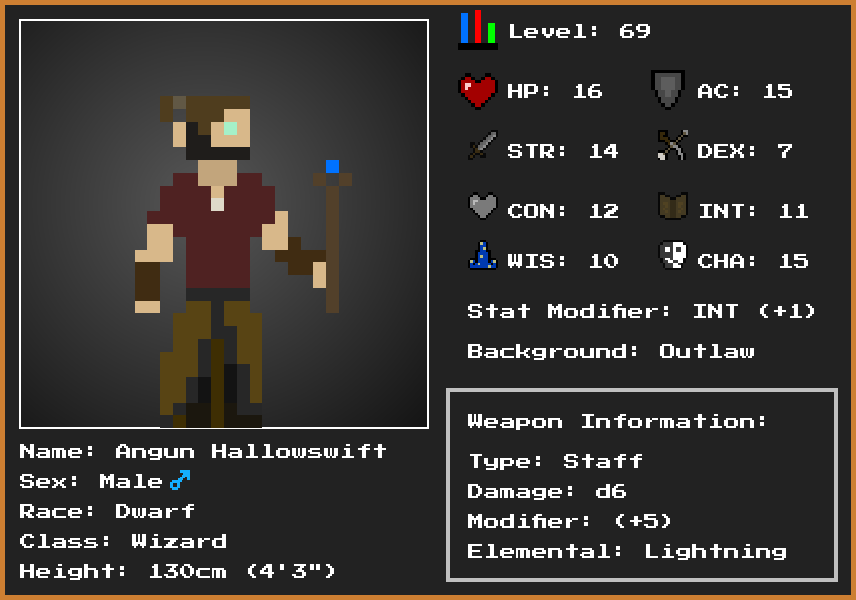 Level: 69
HP: 16 AC: 15
STR: 14 DEX: 7
CON: 12 INT: 11
WIS: 10 CHA: 15
Stat Modifier: INT (+1)
Background: Outlaw
Weapon Information:
Type: Staff
Damage: d6
Modifier: (+5)
Elemental: Lightning
Name: Angun Hallowswift
Sex: Male ♂
Race: Dwarf
Class: Wizard
Height: 130cm (4'3")